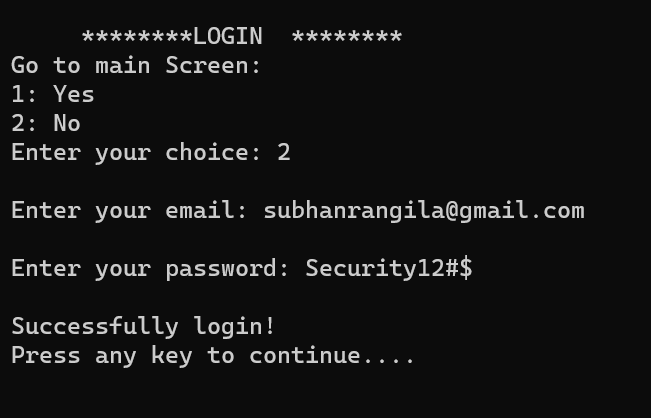 ********LOGIN  ********
Go to main Screen:
1: Yes
2: No
Enter your choice: 2
Enter your email: subhanrangila@gmail.com
Enter your password: Security12#$
Successfully login!
Press any key to continue....